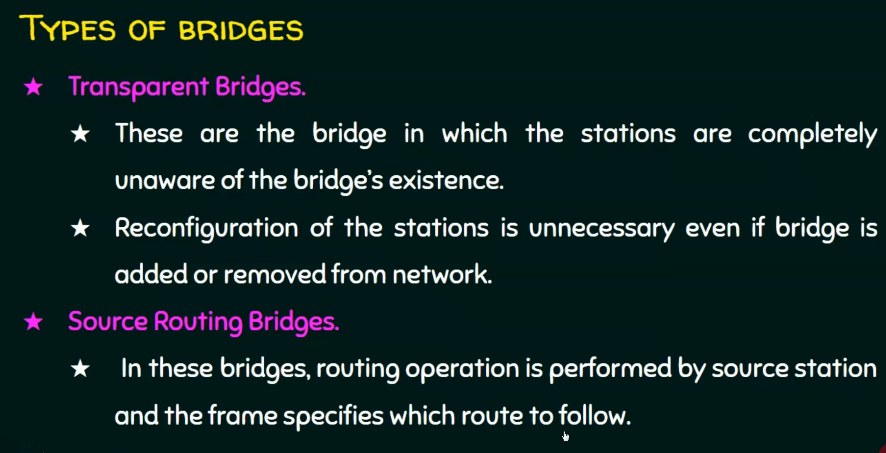 TYPES OF BRIDGES
★ Transparent Bridges.
★ These are the bridge in which the stations are completely
unaware of the bridge's existence.
★ Reconfiguration of the stations is unnecessary even if bridge is
added or removed from network.
★ Source Routing Bridges.
★ In these bridges, routing operation is performed by source station
and the frame specifies which route to follow.